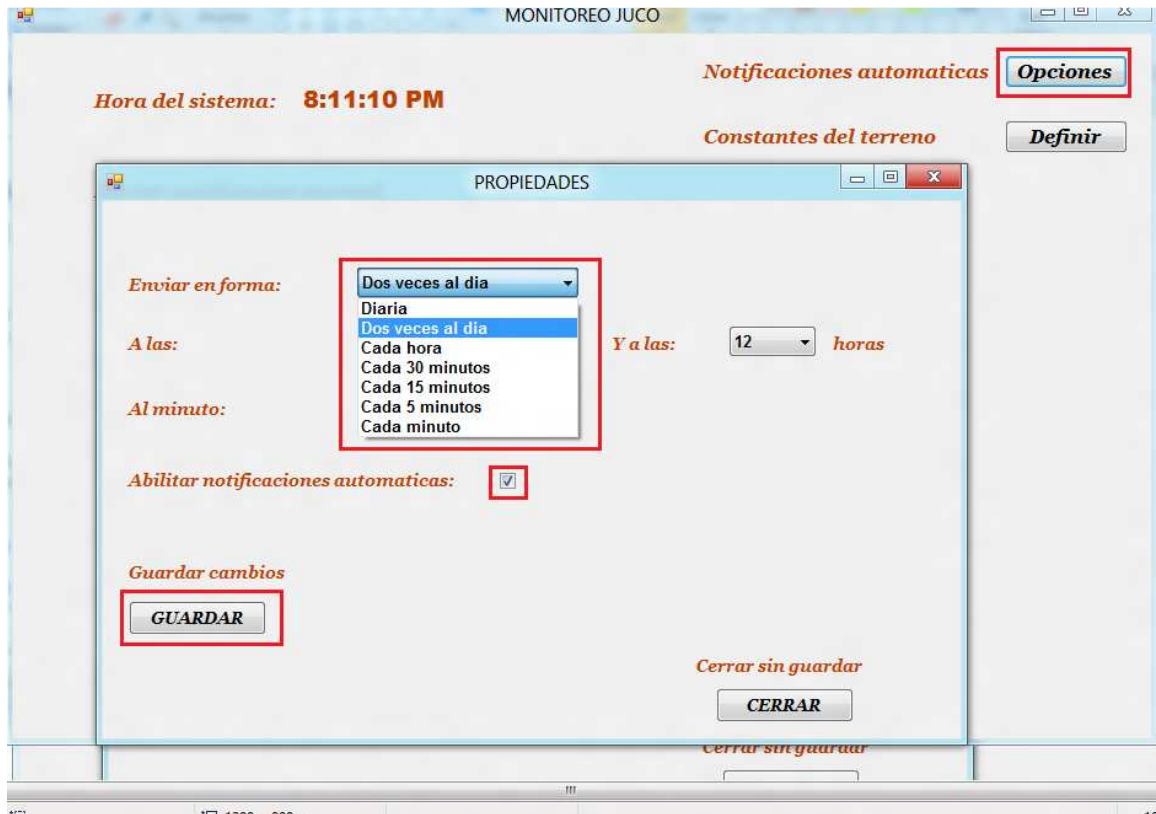 MONITOREO JUCO
Notificaciones automaticas Opciones
Hora del sistema: 8:11:10 PM
Constantes del terreno Definir
PROPIEDADES
Enviar en forma: Dos veces al dia
Diaria
Dos veces al dia
A las: Cada hora Y a las: 12 horas
Cada 30 minutos
Cada 15 minutos
Al minuto: Cada 5 minutos
Cada minuto
Abilitar notificaciones automaticas:
Guardar cambios
GUARDAR
Cerrar sin guardar
CERRAR
Cerrar sin guardar